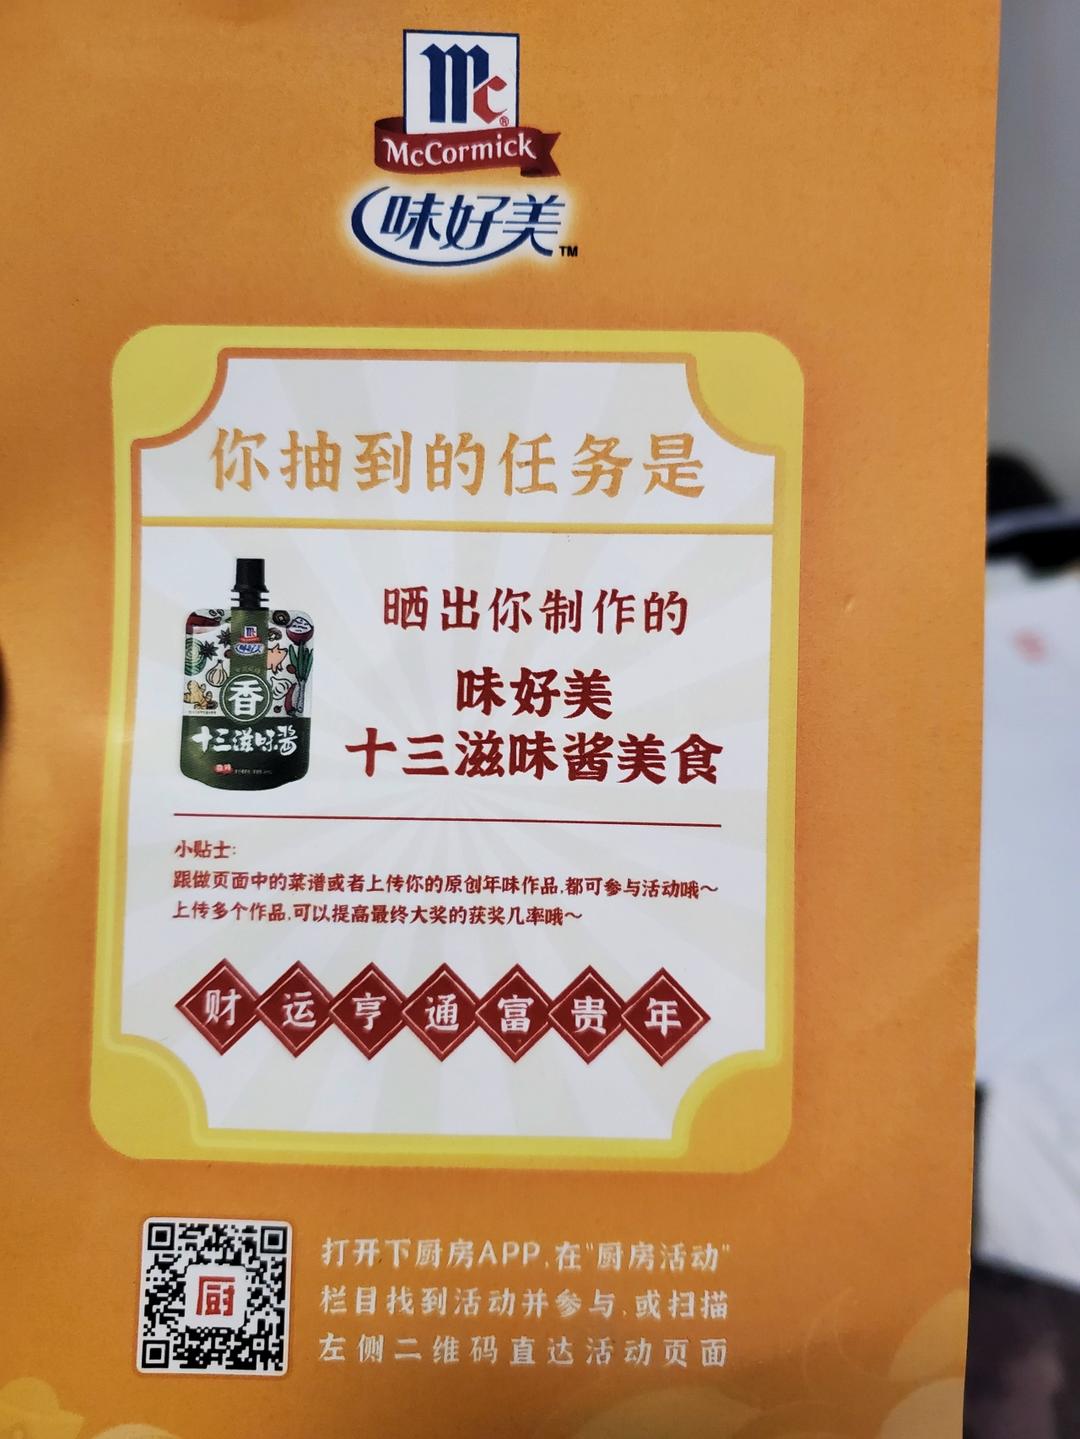 mc®
McCormick
味好美™
你抽到的任务是
晒出你制作的
味好美
十三滋味酱美食
味好美
香
十三滋味酱
小贴士:
跟做页面中的菜谱或者上传你的原创年味作品,都可参与活动哦～
上传多个作品,可以提高最终大奖的获奖几率哦～
财运亨通富贵年
厨
打开下厨房APP,在"厨房活动"
栏目找到活动并参与,或扫描
左侧二维码直达活动页面